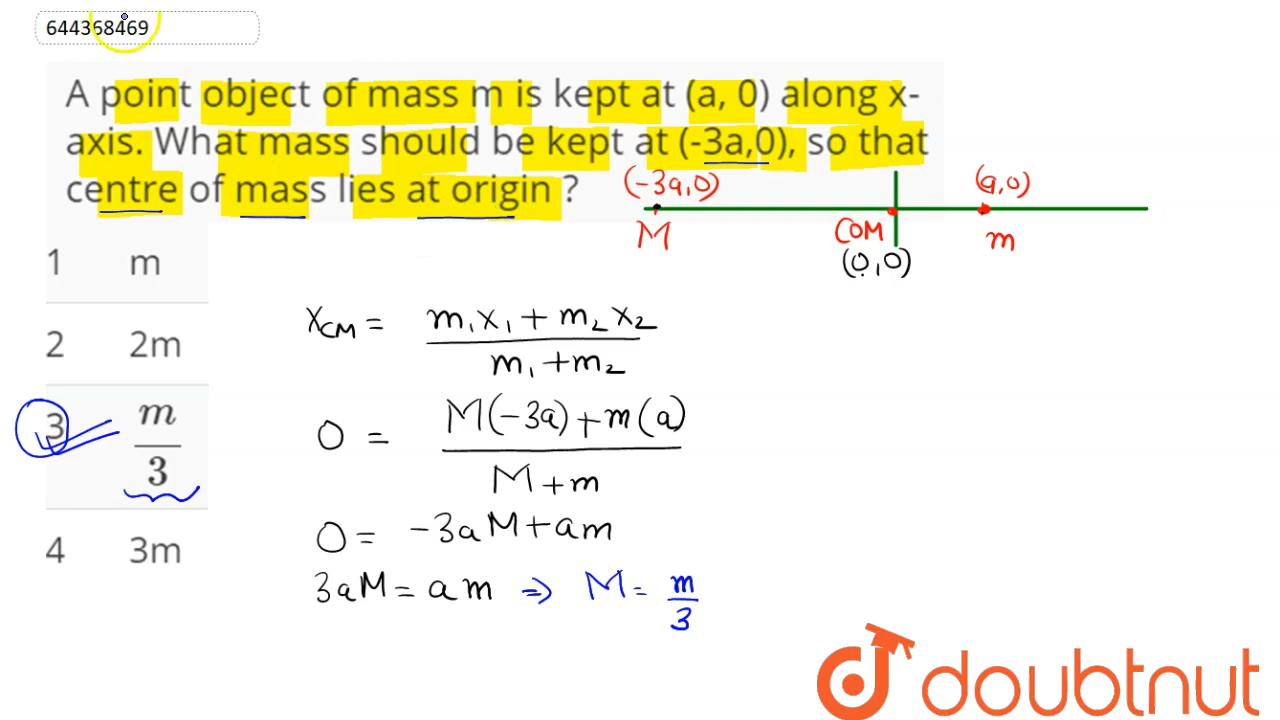 644368469
A point object of mass m is kept at (a, 0) along x-
axis. What mass should be kept at (-3a,0), so that
centre of mass lies at origin ?
(-3a,0) (a,0)
M COM m
(0,0)
1 m
2 2m
3 m/3
4 3m
X_CM = (m₁x₁ + m₂x₂)/(m₁ + m₂)
0 = (M(-3a) + m(a))/(M + m)
0 = -3aM + am
3aM = am ⇒ M = m/3
doubtnut